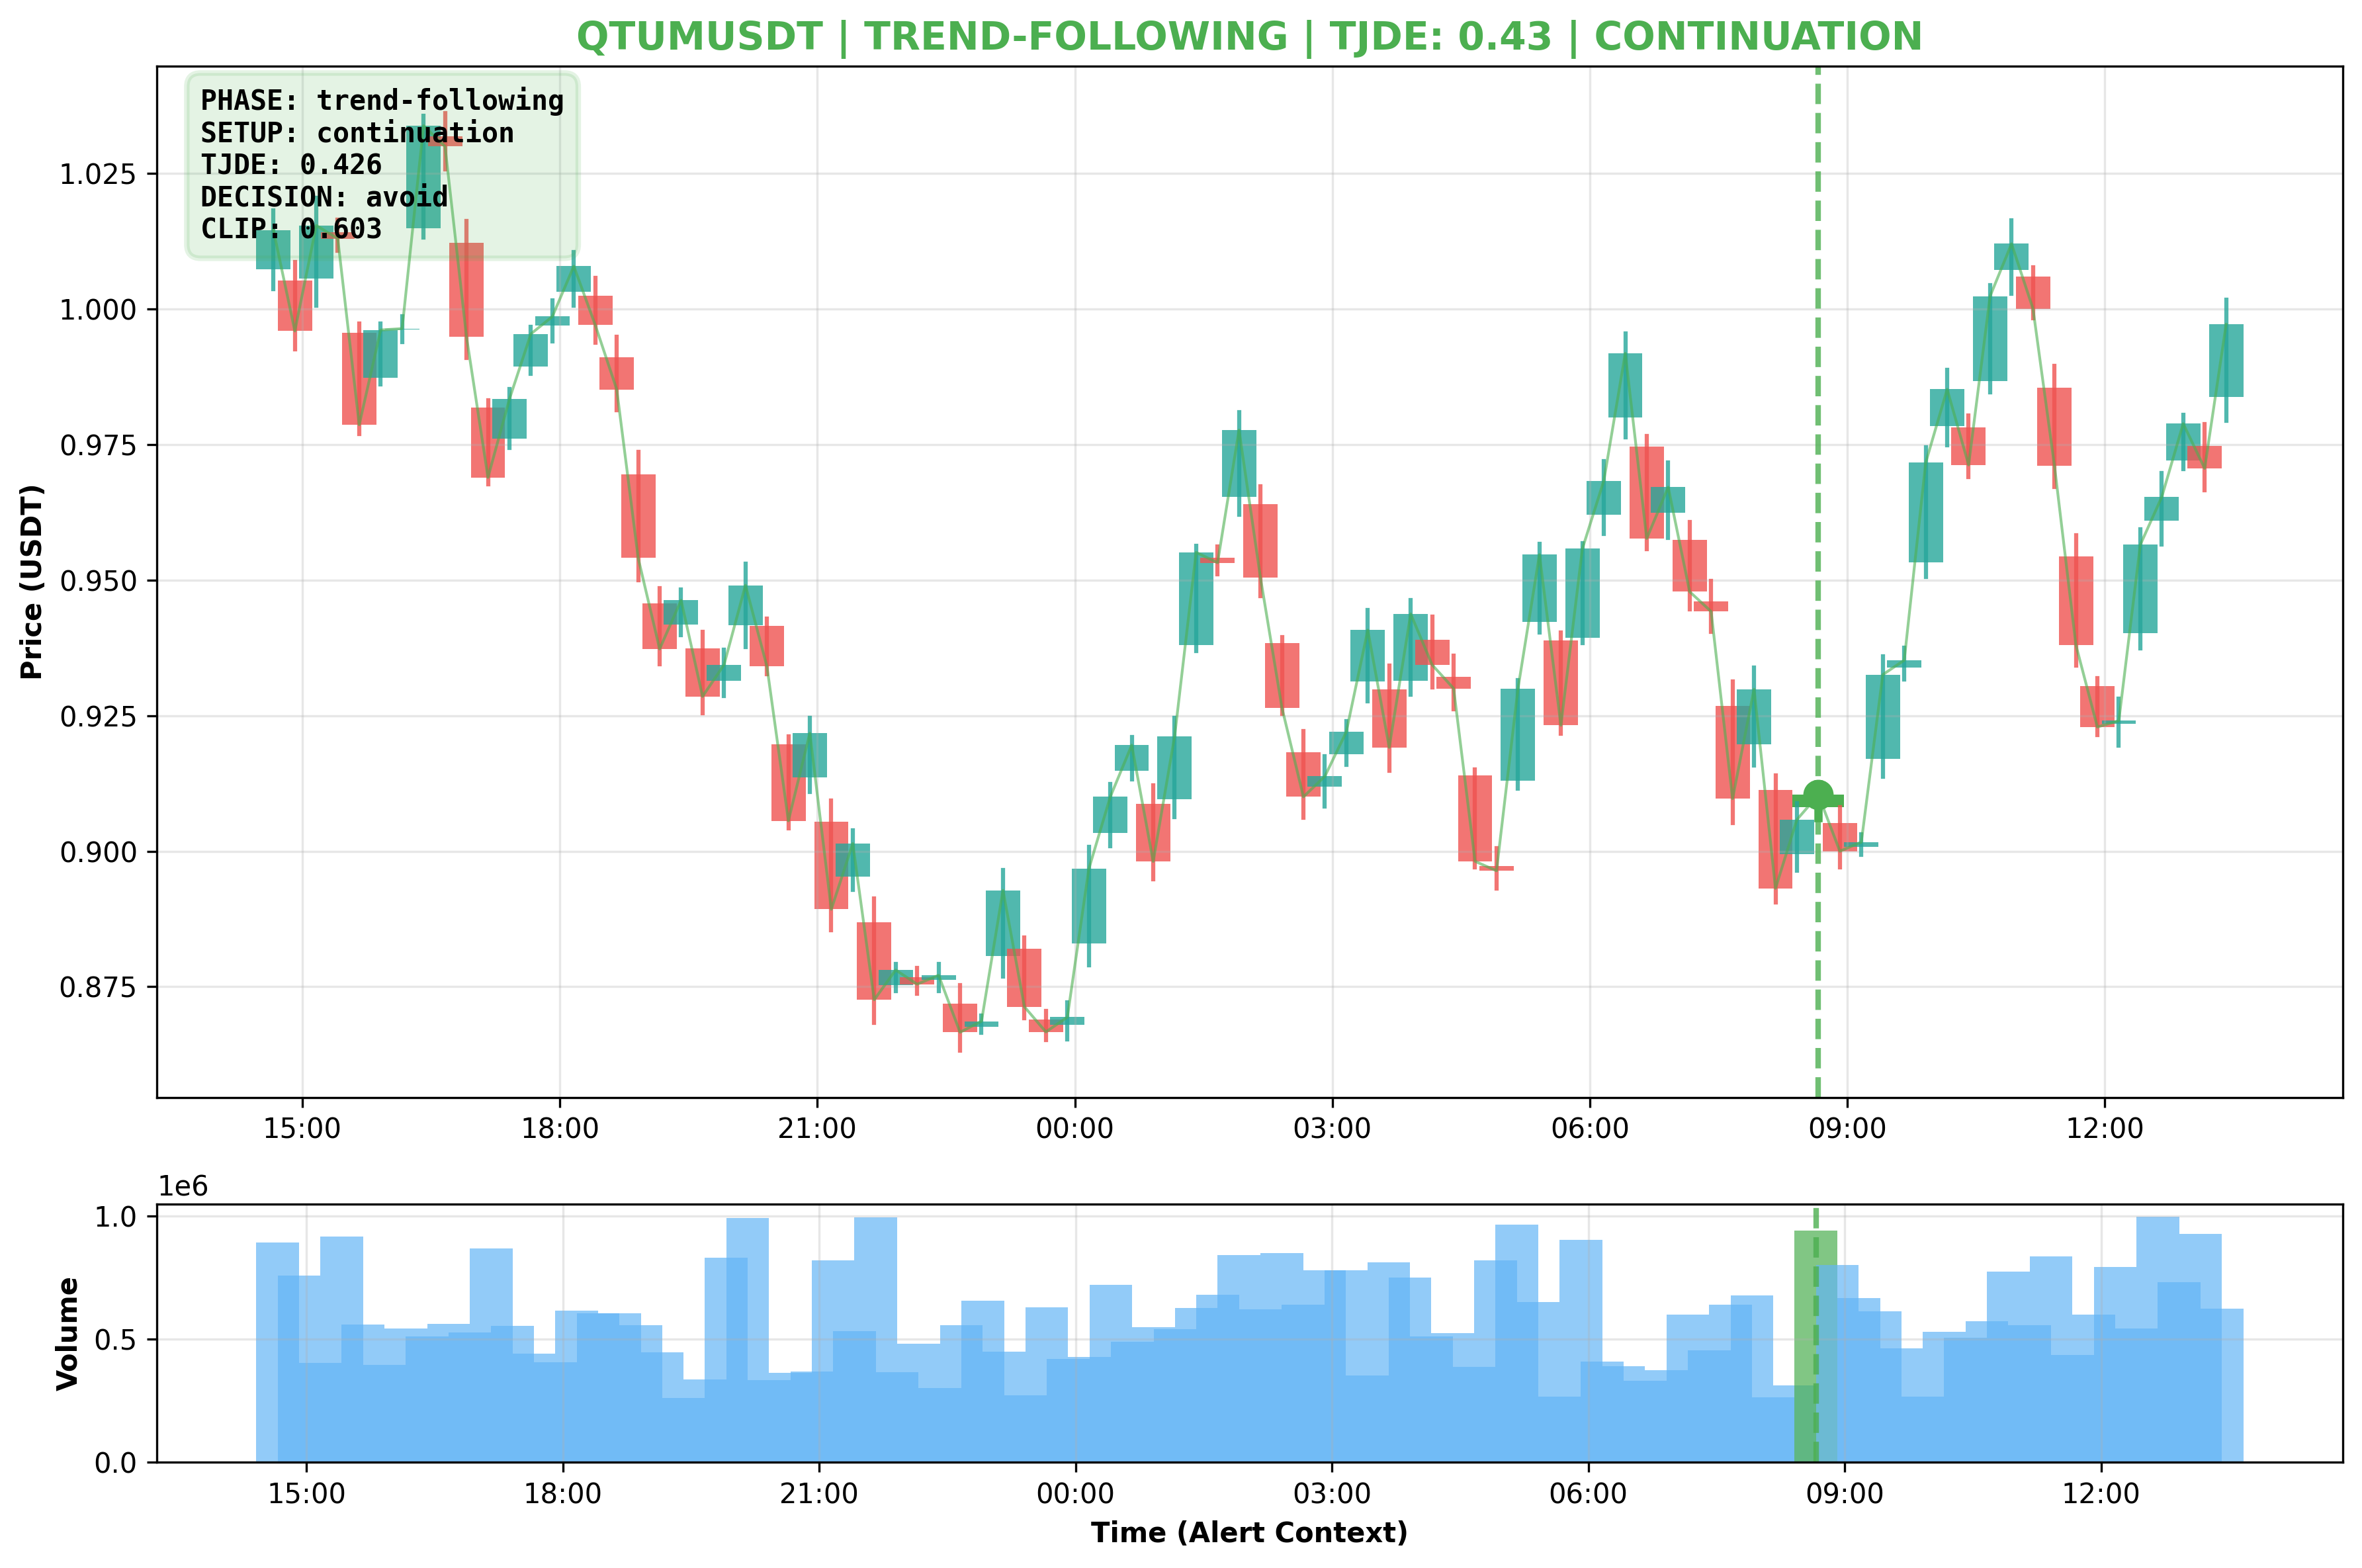 QTUMUSDT | TREND-FOLLOWING | TJDE: 0.43 | CONTINUATION
PHASE: trend-following
SETUP: continuation
TJDE: 0.426
DECISION: avoid
CLIP: 0.603
Price (USDT)
1.025
1.000
0.975
0.950
0.925
0.900
0.875
15:00 18:00 21:00 00:00 03:00 06:00 09:00 12:00
1e6
Volume
1.0
0.5
0.0
15:00 18:00 21:00 00:00 03:00 06:00 09:00 12:00
Time (Alert Context)